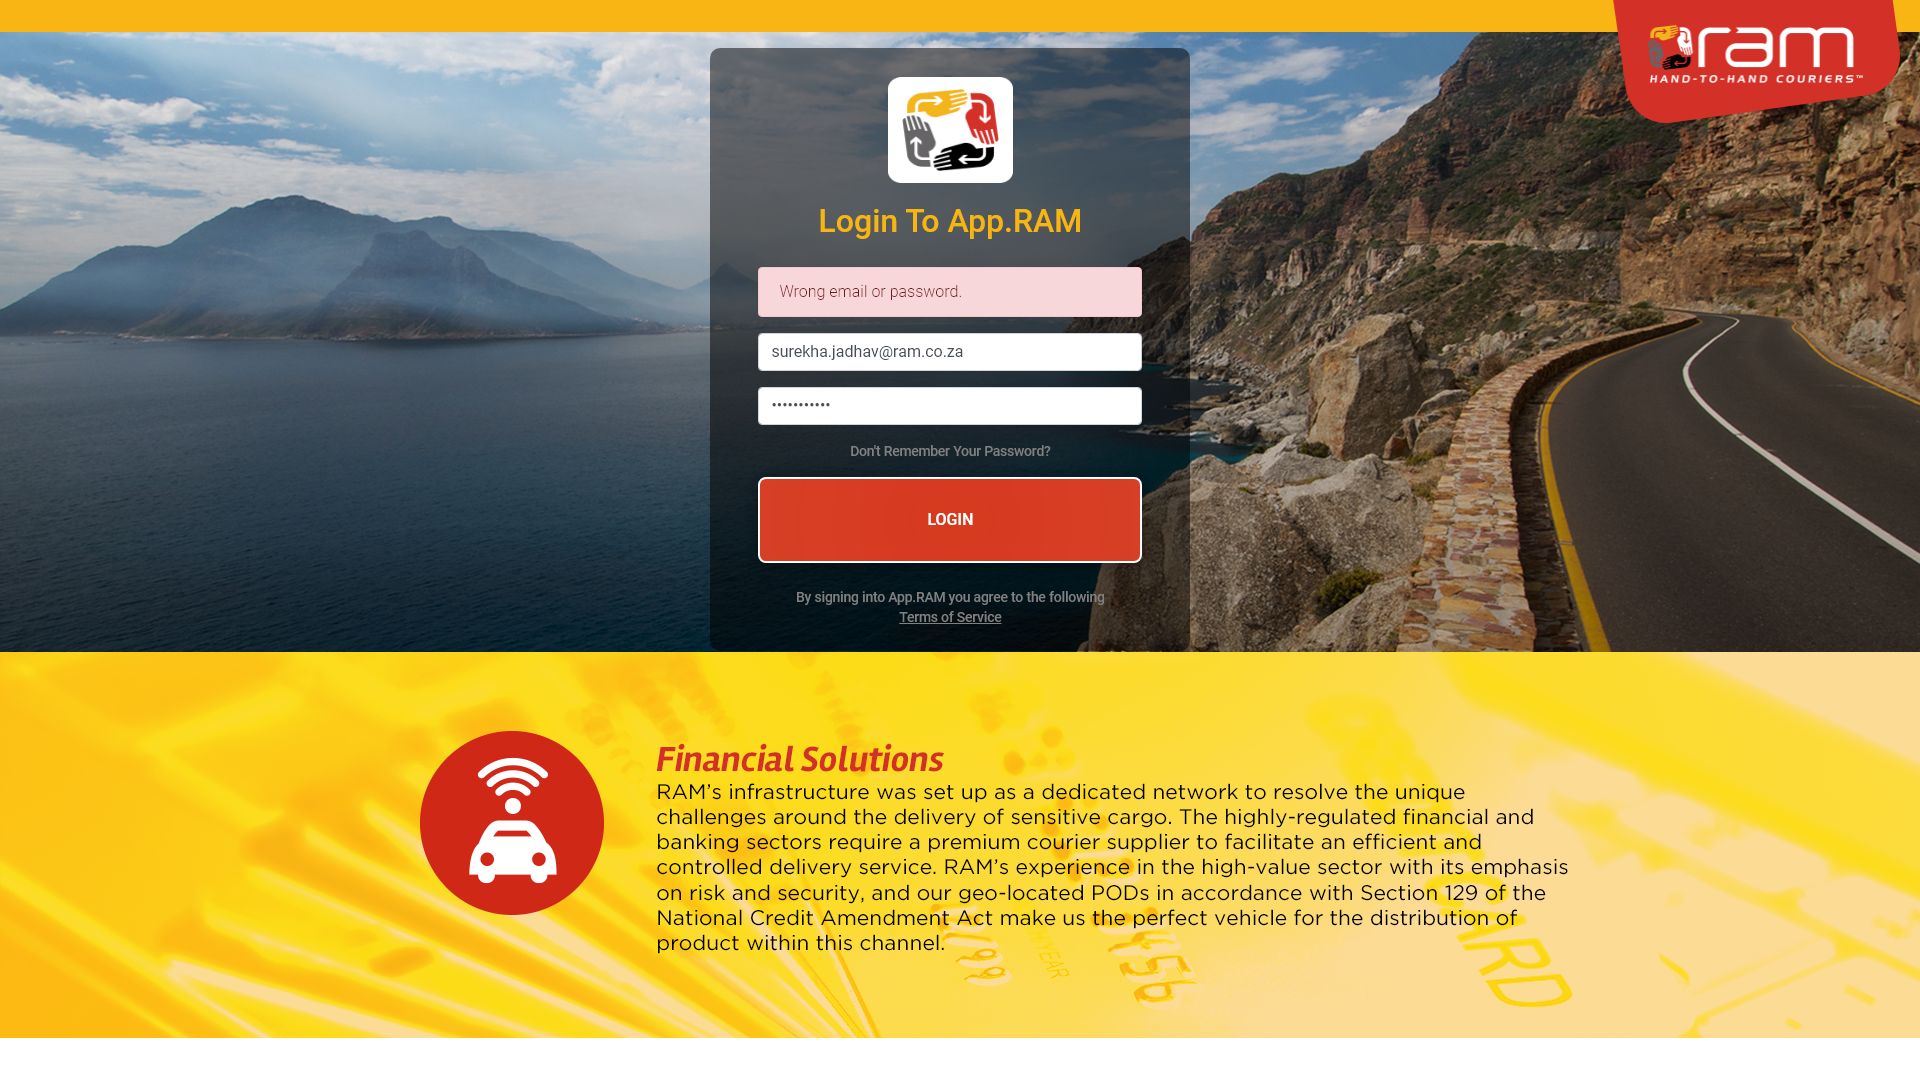 ram
HAND-TO-HAND COURIERS™
Login To App.RAM
Wrong email or password.
surekha.jadhav@ram.co.za
•••••••••••
Don't Remember Your Password?
LOGIN
By signing into App.RAM you agree to the following
Terms of Service
Financial Solutions
RAM’s infrastructure was set up as a dedicated network to resolve the unique
challenges around the delivery of sensitive cargo. The highly-regulated financial and
banking sectors require a premium courier supplier to facilitate an efficient and
controlled delivery service. RAM’s experience in the high-value sector with its emphasis
on risk and security, and our geo-located PODs in accordance with Section 129 of the
National Credit Amendment Act make us the perfect vehicle for the distribution of
product within this channel.